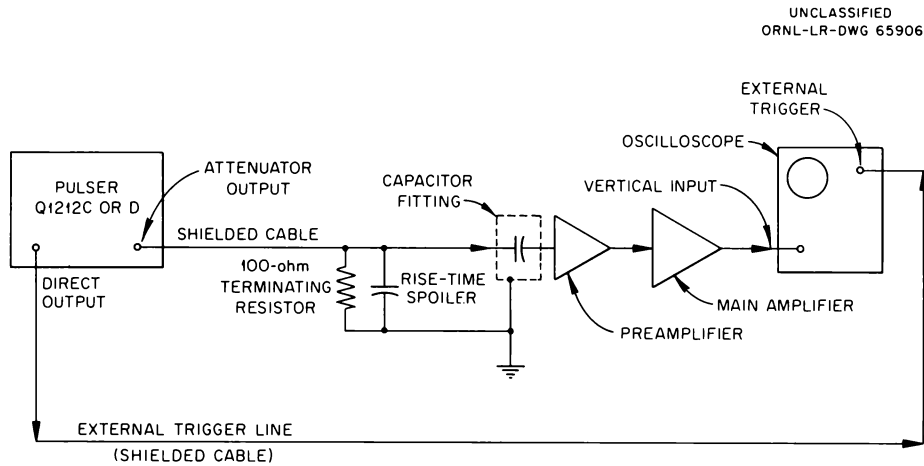 UNCLASSIFIED
ORNL-LR-DWG 65906
EXTERNAL
TRIGGER
OSCILLOSCOPE
PULSER
Q1212C OR D
ATTENUATOR
OUTPUT
CAPACITOR
FITTING
VERTICAL INPUT
SHIELDED CABLE
DIRECT
OUTPUT
100-ohm
TERMINATING
RESISTOR
RISE-TIME
SPOILER
MAIN AMPLIFIER
PREAMPLIFIER
EXTERNAL TRIGGER LINE
(SHIELDED CABLE)